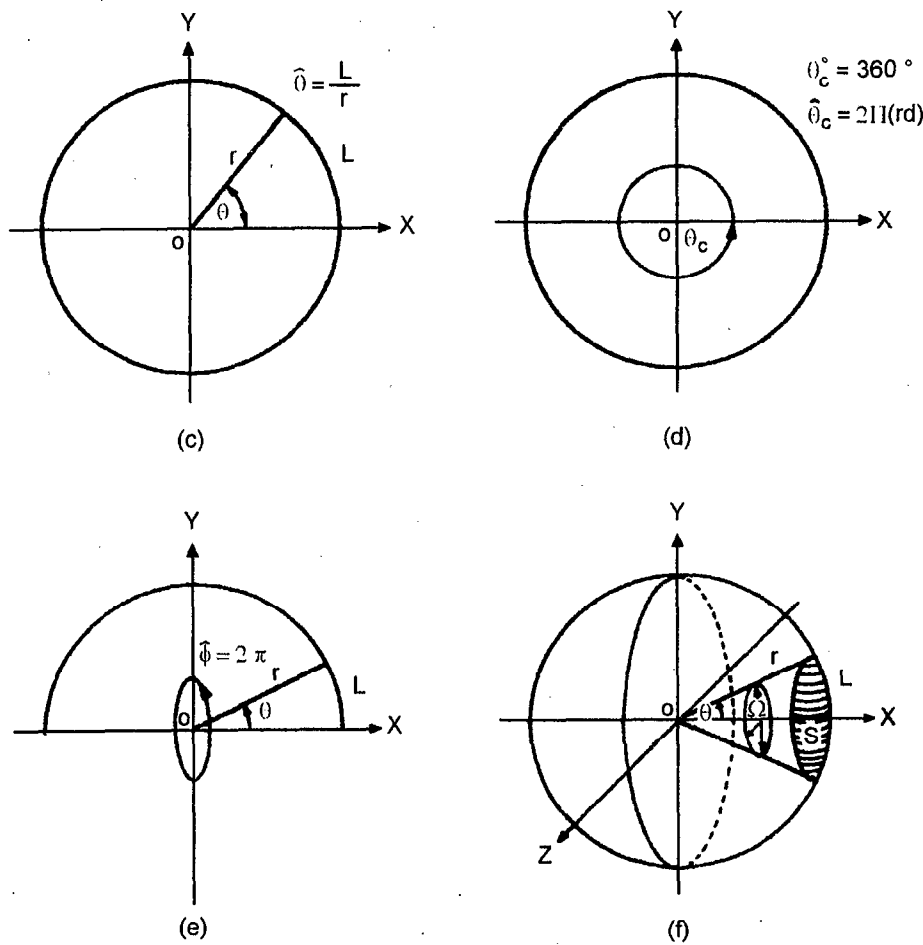 Y
θ̂ = L/r
r
L
θ
o
X
(c)
Y
θ°c = 360 °
θ̂c = 2Π(rd)
X
o
θc
(d)
Y
φ̂ = 2 π
r
L
o
θ
X
(e)
Y
r
L
o
θ
Ω
S
X
Z
(f)